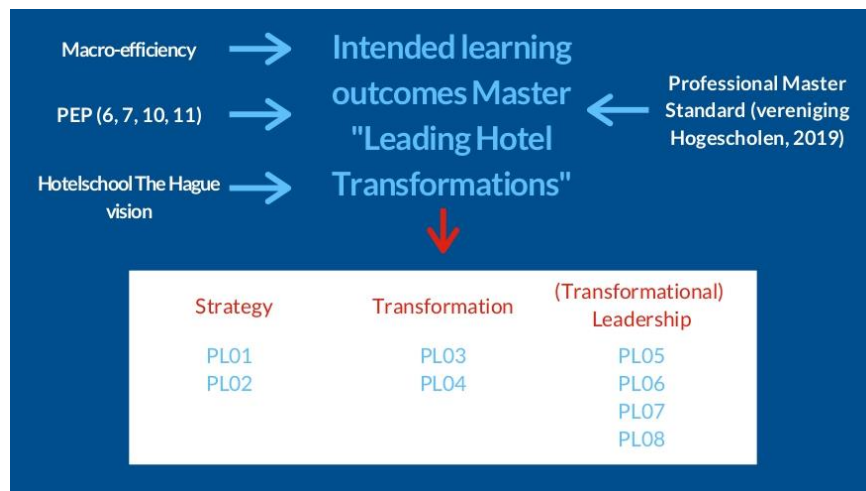 Macro-efficiency
PEP (6, 7, 10, 11)
Hotelschool The Hague
vision
Intended learning
outcomes Master
"Leading Hotel
Transformations"
Professional Master
Standard (vereniging
Hogescholen, 2019)
Strategy
PL01
PL02
Transformation
PL03
PL04
(Transformational)
Leadership
PL05
PL06
PL07
PL08